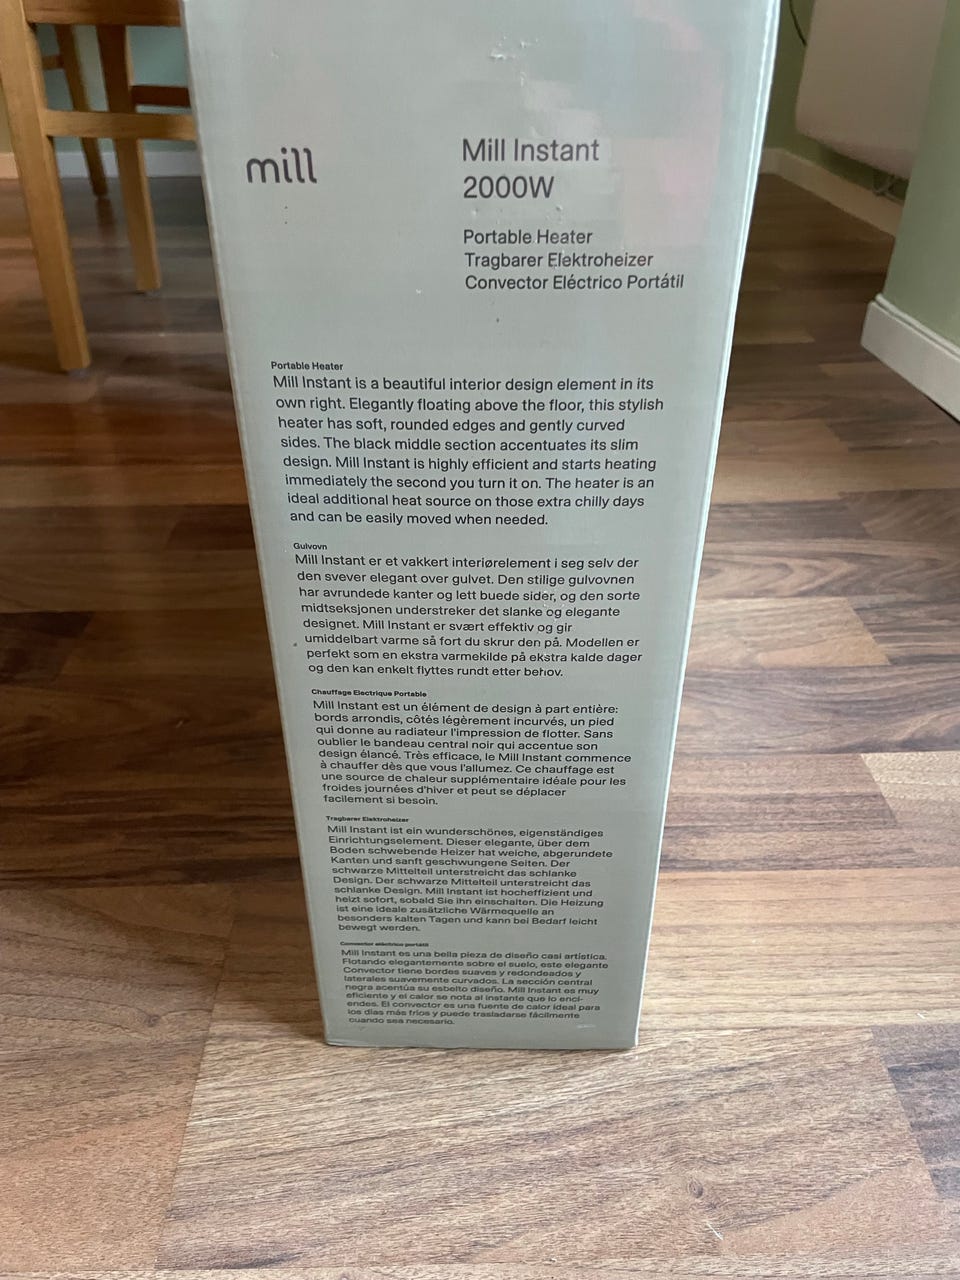 mill
Mill Instant
2000W
Portable Heater
Tragbarer Elektroheizer
Convector Eléctrico Portátil
Portable Heater
Mill Instant is a beautiful interior design element in its
own right. Elegantly floating above the floor, this stylish
heater has soft, rounded edges and gently curved
sides. The black middle section accentuates its slim
design. Mill Instant is highly efficient and starts heating
immediately the second you turn it on. The heater is an
ideal additional heat source on those extra chilly days
and can be easily moved when needed.
Gulvovn
Mill Instant er et vakkert interiørelement i seg selv der
den svever elegant over gulvet. Den stilige gulvovnen
har avrundede kanter og lett buede sider, og den sorte
midtseksjonen understreker det slanke og elegante
designet. Mill Instant er svært effektiv og gir
umiddelbart varme så fort du skrur den på. Modellen er
perfekt som en ekstra varmekilde på ekstra kalde dager
og den kan enkelt flyttes rundt etter behov.
Chauffage Electrique Portable
Mill Instant est un élément de design à part entière:
bords arrondis, côtés légèrement incurvés, un pied
qui donne au radiateur l'impression de flotter. Sans
oublier le bandeau central noir qui accentue son
design élancé. Très efficace, le Mill Instant commence
à chauffer dès que vous l'allumez. Ce chauffage est
une source de chaleur supplémentaire idéale pour les
froides journées d'hiver et peut se déplacer
facilement si besoin.
Tragbarer Elektroheizer
Mill Instant ist ein wunderschönes, eigenständiges
Einrichtungselement. Dieser elegante, über dem
Boden schwebende Heizer hat weiche, abgerundete
Kanten und sanft geschwungene Seiten. Der
schwarze Mittelteil unterstreicht das schlanke
Design. Der schwarze Mittelteil unterstreicht das
schlanke Design. Mill Instant ist hocheffizient und
heizt sofort, sobald Sie ihn einschalten. Die Heizung
ist eine ideale zusätzliche Wärmequelle an
besonders kalten Tagen und kann bei Bedarf leicht
bewegt werden.
Convector eléctrico portátil
Mill Instant es una bella pieza de diseño casi artística.
Flotando elegantemente sobre el suelo, este elegante
Convector tiene bordes suaves y redondeados y
laterales suavemente curvados. La sección central
negra acentúa su esbelto diseño. Mill Instant es muy
eficiente y el calor se nota al instante que lo enci-
endes. El convector es una fuente de calor ideal para
los días más fríos y puede trasladarse fácilmente
cuando sea necesario.